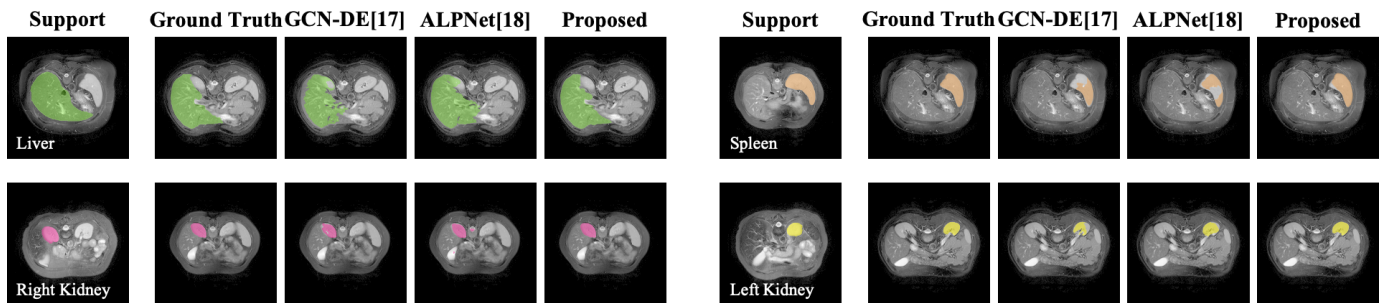 Support Ground Truth GCN-DE[17] ALPNet[18] Proposed Support Ground Truth GCN-DE[17] ALPNet[18] Proposed
Liver Spleen
Right Kidney Left Kidney